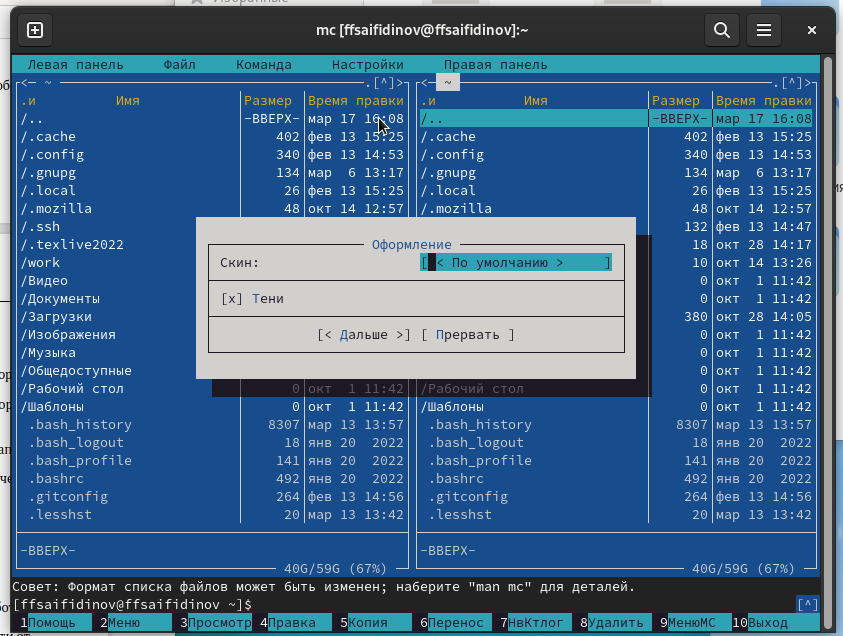 Избранные
mc [ffsaifidinov@ffsaifidinov]:~
Левая панель Файл Команда Настройки Правая панель
<— ~ .[^]> <— ~ .[^]>
.и Имя Размер Время правки .и Имя Размер Время правки
/.. -ВВЕРХ- мар 17 16:08 /.. -ВВЕРХ- мар 17 16:08
/.cache 402 фев 13 15:25 /.cache 402 фев 13 15:25
/.config 340 фев 13 14:53 /.config 340 фев 13 14:53
/.gnupg 134 мар 6 13:17 /.gnupg 134 мар 6 13:17
/.local 26 фев 13 15:25 /.local 26 фев 13 15:25
/.mozilla 48 окт 14 12:57 /.mozilla 48 окт 14 12:57
/.ssh 132 фев 13 14:47
/.texlive2022 18 окт 28 14:17
/work 10 окт 14 13:26
/Видео 0 окт 1 11:42
/Документы 0 окт 1 11:42
/Загрузки 380 окт 28 14:05
/Изображения 0 окт 1 11:42
/Музыка 0 окт 1 11:42
/Общедоступные 0 окт 1 11:42
Оформление
Скин: [ < По умолчанию > ]
[x] Тени
[< Дальше >] [ Прервать ]
/Рабочий стол 0 окт 1 11:42 /Рабочий стол 0 окт 1 11:42
/Шаблоны 0 окт 1 11:42 /Шаблоны 0 окт 1 11:42
.bash_history 8307 мар 13 13:57 .bash_history 8307 мар 13 13:57
.bash_logout 18 янв 20 2022 .bash_logout 18 янв 20 2022
.bash_profile 141 янв 20 2022 .bash_profile 141 янв 20 2022
.bashrc 492 янв 20 2022 .bashrc 492 янв 20 2022
.gitconfig 264 фев 13 14:56 .gitconfig 264 фев 13 14:56
.lesshst 20 мар 13 13:42 .lesshst 20 мар 13 13:42
-ВВЕРХ- -ВВЕРХ-
40G/59G (67%) 40G/59G (67%)
Совет: Формат списка файлов может быть изменен; наберите "man mc" для деталей.
[ffsaifidinov@ffsaifidinov ~]$ [^]
1Помощь 2Меню 3Просмотр 4Правка 5Копия 6Перенос 7НвКтлог 8Удалить 9МенюМС 10Выход